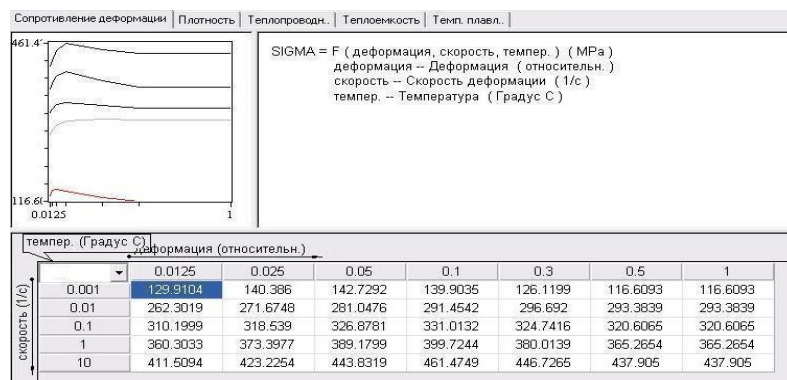 Сопротивление деформации Плотность Теплопроводн.. Теплоемкость Темп. плавл..
461.4
116.6
0.0125 1
SIGMA = F ( деформация, скорость, темпер. ) ( MPa )
деформация -- Деформация ( относительн. )
скорость -- Скорость деформации ( 1/c )
темпер. -- Температура ( Градус C )
темпер. (Градус C)
деформация (относительн.)
скорость (1/c)
0.0125 0.025 0.05 0.1 0.3 0.5 1
0.001 129.9104 140.386 142.7292 139.9035 126.1199 116.6093 116.6093
0.01 262.3019 271.6748 281.0476 291.4542 296.692 293.3839 293.3839
0.1 310.1999 318.539 326.8781 331.0132 324.7416 320.6065 320.6065
1 360.3033 373.3977 389.1799 399.7244 380.0139 365.2654 365.2654
10 411.5094 423.2254 443.8319 461.4749 446.7265 437.905 437.905